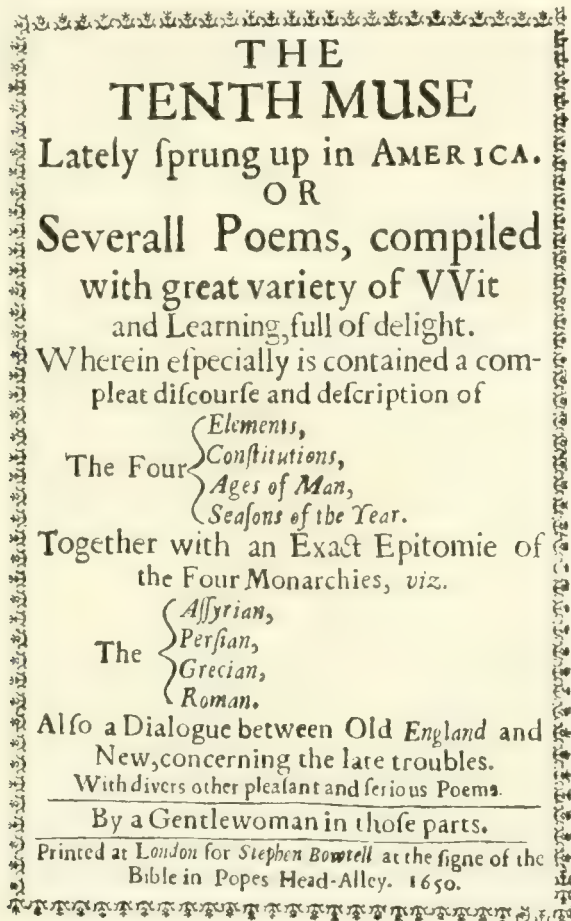 THE
TENTH MUSE
Lately ſprung up in AMERICA.
OR
Severall Poems, compiled
with great variety of VVit
and Learning, full of delight.
Wherein eſpecially is contained a com-
pleat diſcourſe and deſcription of
Elements,
The Four Conſtitutions,
Ages of Man,
Seaſons of the Year.
Together with an Exact Epitomie of
the Four Monarchies, viz.
Aſſyrian,
The Perſian,
Grecian,
Roman.
Alſo a Dialogue between Old England and
New, concerning the late troubles.
With divers other pleaſant and ſerious Poems.
By a Gentlewoman in thoſe parts.
Printed at London for Stephen Bowtell at the ſigne of the
Bible in Popes Head-Alley. 1650.